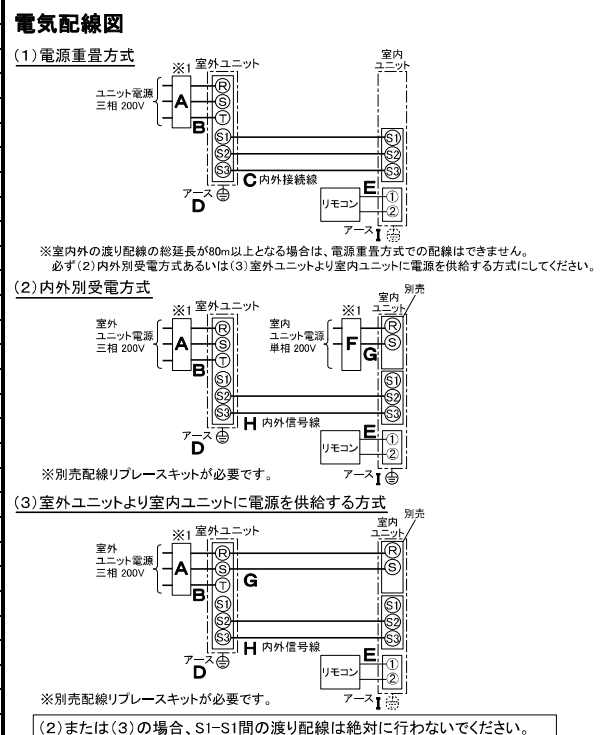 電気配線図
(1)電源重畳方式
※1
室外ユニット
室内
ユニット
ユニット電源
三相 200V
A
B
R
S
T
S1
S2
S3
S1
S2
S3
C 内外接続線
アース
D
E
リモコン
①
②
アース I
※室内外の渡り配線の総延長が80m以上となる場合は、電源重畳方式での配線はできません。
必ず(2)内外別受電方式あるいは(3)室外ユニットより室内ユニットに電源を供給する方式にしてください。
(2)内外別受電方式
※1
室外ユニット
※1
室内
ユニット
別売
室外
ユニット電源
三相 200V
A
B
R
S
T
S1
S2
S3
室内
ユニット電源
単相 200V
F
G
R
S
S1
S2
S3
H 内外信号線
アース
D
E
リモコン
①
②
アース I
※別売配線リプレースキットが必要です。
(3)室外ユニットより室内ユニットに電源を供給する方式
※1
室外ユニット
室内
ユニット
別売
室外
ユニット電源
三相 200V
A
B
R
S
T
S1
S2
S3
G
R
S
S1
S2
S3
H 内外信号線
アース
D
E
リモコン
①
②
アース I
※別売配線リプレースキットが必要です。
(2)または(3)の場合、S1-S1間の渡り配線は絶対に行わないでください。